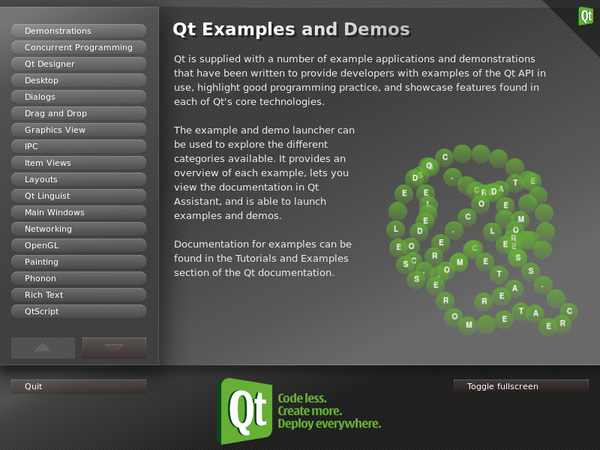 Qt Examples and Demos
Qt
Demonstrations
Concurrent Programming
Qt Designer
Desktop
Dialogs
Drag and Drop
Graphics View
IPC
Item Views
Layouts
Qt Linguist
Main Windows
Networking
OpenGL
Painting
Phonon
Rich Text
QtScript
Qt is supplied with a number of example applications and demonstrations
that have been written to provide developers with examples of the Qt API in
use, highlight good programming practice, and showcase features found in
each of Qt's core technologies.
The example and demo launcher can
be used to explore the different
categories available. It provides an
overview of each example, lets you
view the documentation in Qt
Assistant, and is able to launch
examples and demos.
Documentation for examples can be
found in the Tutorials and Examples
section of the Qt documentation.
Quit
Qt
Code less.
Create more.
Deploy everywhere.
Toggle fullscreen